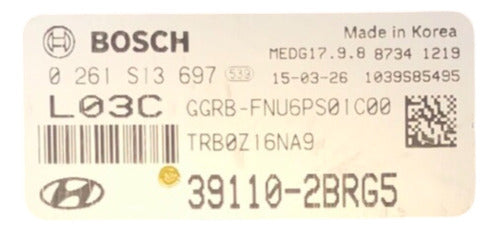 BOSCH
Made in Korea
MEDG17.9.8 8734 1219
0 261 S13 697 533 15-03-26 1039S85495
L03C GGRB-FNU6PS01C00
TRB0Z16NA9
39110-2BRG5